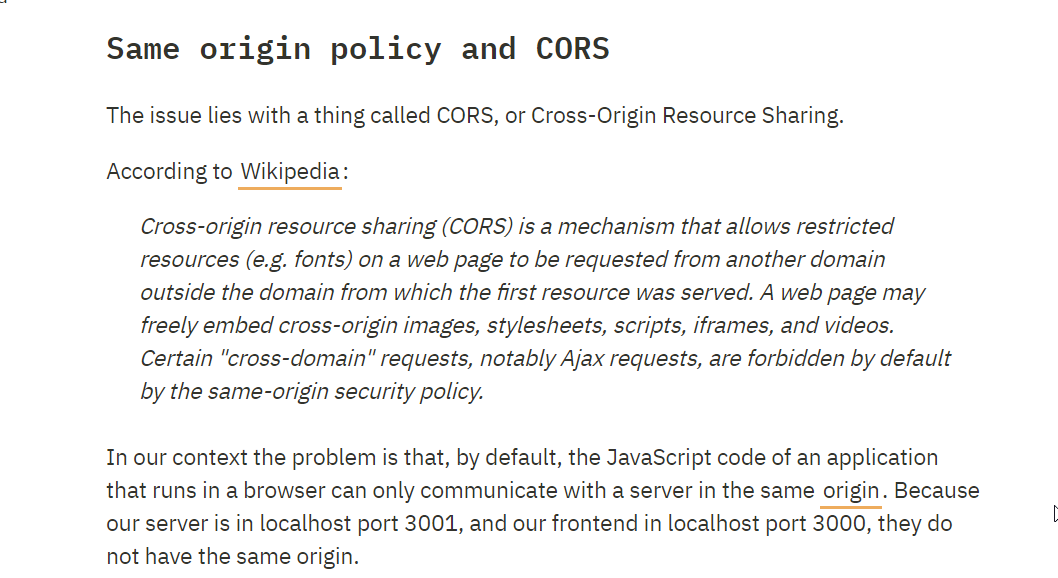 Same origin policy and CORS
The issue lies with a thing called CORS, or Cross-Origin Resource Sharing.
According to Wikipedia:
Cross-origin resource sharing (CORS) is a mechanism that allows restricted
resources (e.g. fonts) on a web page to be requested from another domain
outside the domain from which the first resource was served. A web page may
freely embed cross-origin images, stylesheets, scripts, iframes, and videos.
Certain "cross-domain" requests, notably Ajax requests, are forbidden by default
by the same-origin security policy.
In our context the problem is that, by default, the JavaScript code of an application
that runs in a browser can only communicate with a server in the same origin. Because
our server is in localhost port 3001, and our frontend in localhost port 3000, they do
not have the same origin.